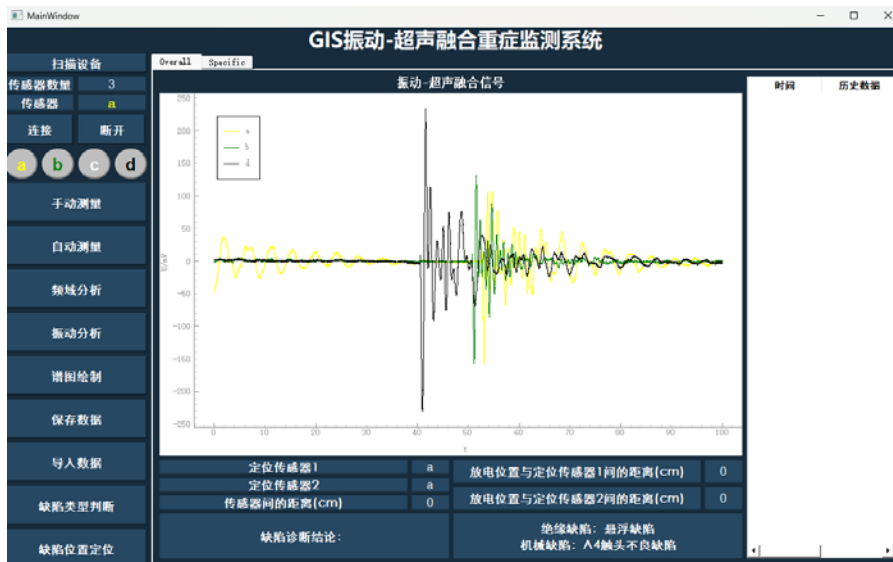 MainWindow
GIS振动-超声融合重症监测系统
扫描设备
传感器数量 3
传感器 a
连接 断开
a b c d
手动测量
自动测量
频域分析
振动分析
谱图绘制
保存数据
导入数据
缺陷类型判断
缺陷位置定位
Overall Specific
振动-超声融合信号
250
200
150
100
50
0
-50
-100
-150
-200
-250
U/mV
a
b
d
0 10 20 30 40 50 60 70 80 90 100
t
定位传感器1 a
定位传感器2 a
传感器间的距离(cm) 0
放电位置与定位传感器1间的距离(cm) 0
放电位置与定位传感器2间的距离(cm) 0
缺陷诊断结论:
绝缘缺陷: 悬浮缺陷
机械缺陷: A4触头不良缺陷
时间 历史数据